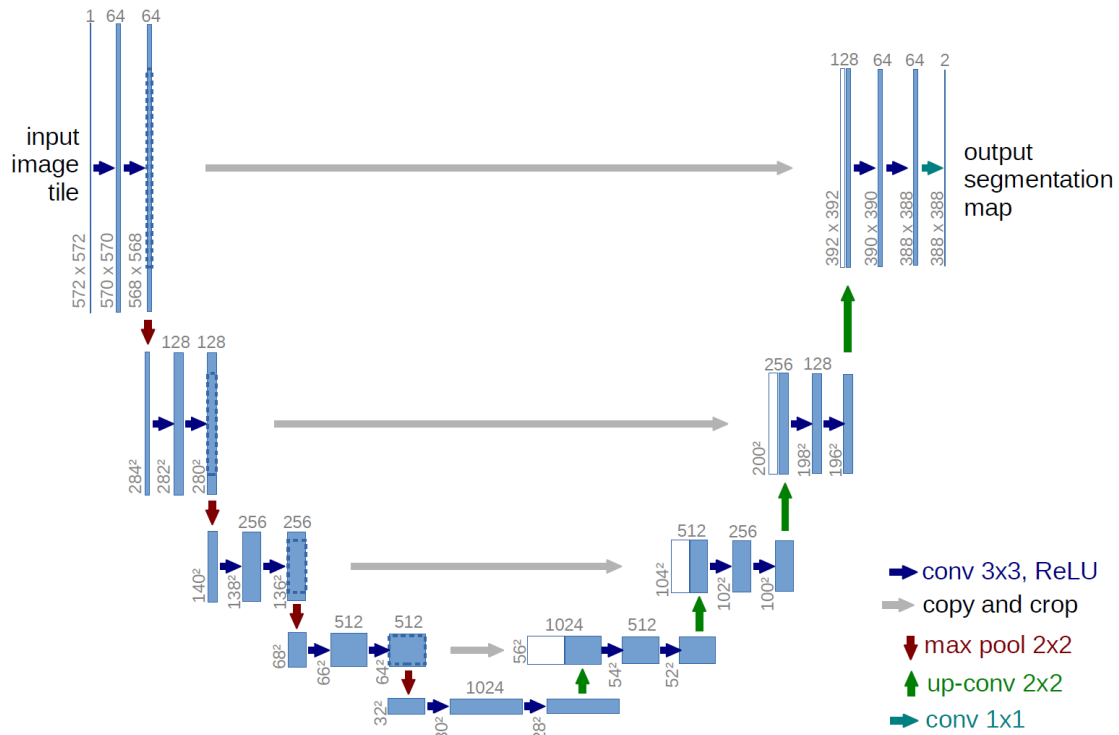 1 64 64
128
64 64 2
input
image
tile
output
segmentation
map
572 x 572
570 x 570
568 x 568
392 x 392
390 x 390
388 x 388
388 x 388
128 128
256 128
284²
282²
280²
200²
198²
196²
256 256
512 256
140²
138²
136²
104²
102²
100²
conv 3x3, ReLU
copy and crop
max pool 2x2
up-conv 2x2
conv 1x1
512 512
1024 512
68²
66²
64²
56²
54²
52²
1024
32²